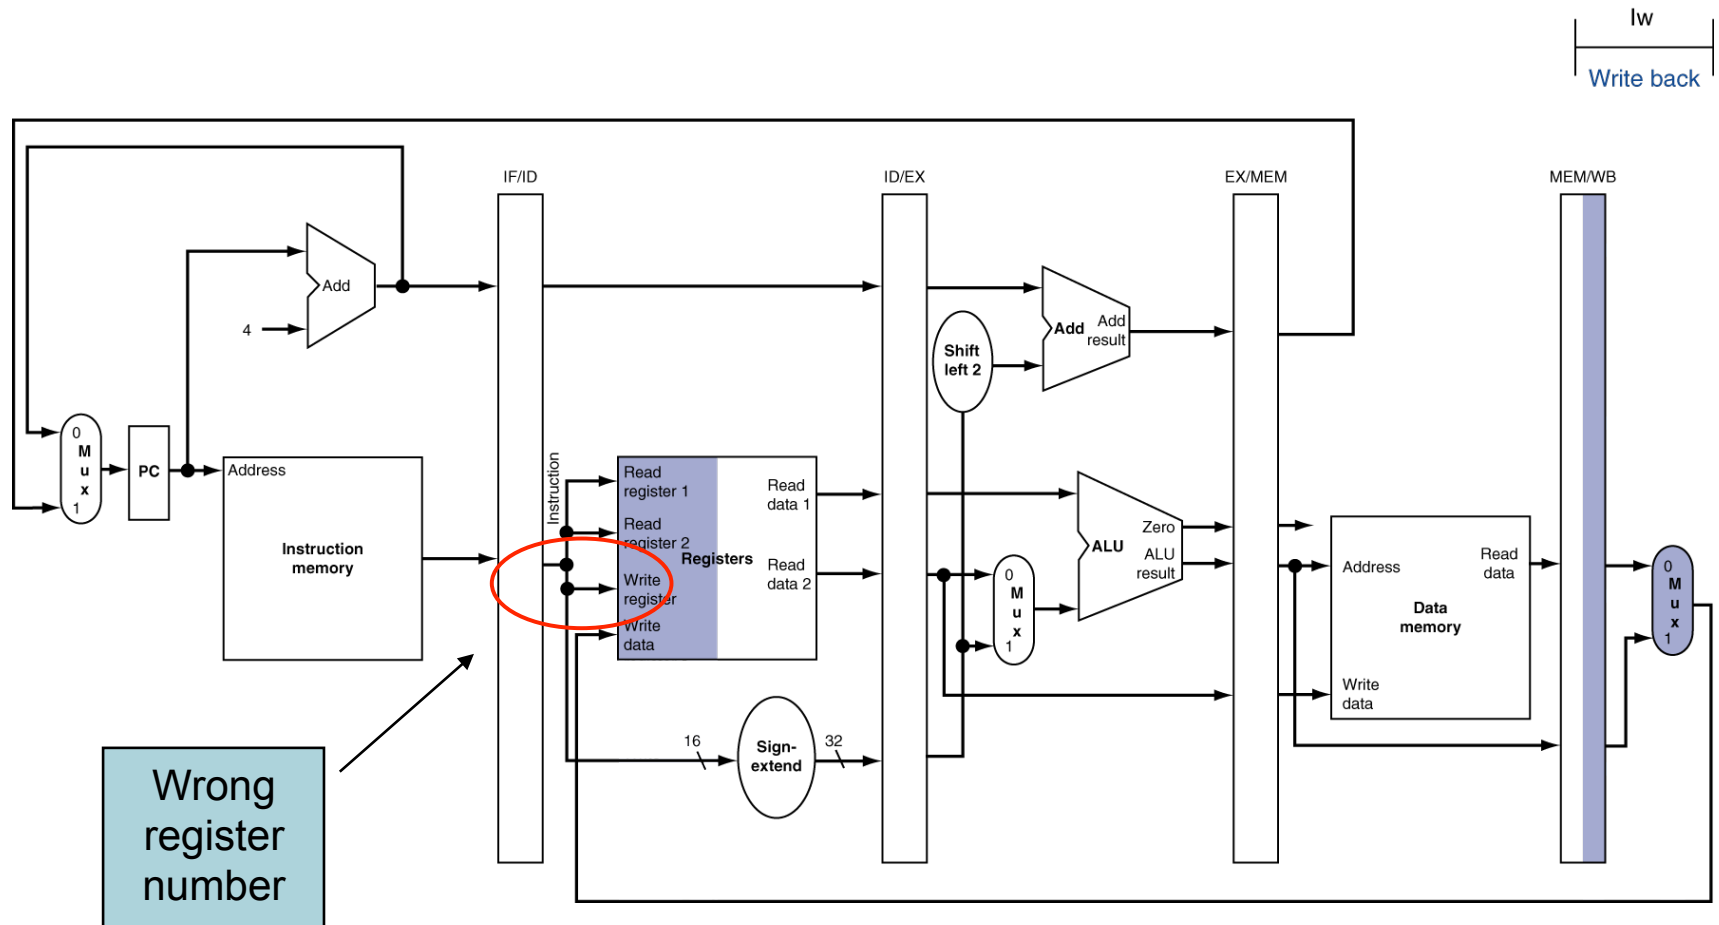 lw
Write back
IF/ID
ID/EX
EX/MEM
MEM/WB
Add
4
Add
Add
result
Shift
left 2
0
M
u
x
1
PC
Address
Instruction
memory
Instruction
Read
register 1
Read
register 2
Registers
Write
register
Write
data
Read
data 1
Read
data 2
0
M
u
x
1
Zero
ALU
ALU
result
Address
Read
data
Data
memory
Write
data
0
M
u
x
1
16
Sign-
extend
32
Wrong
register
number